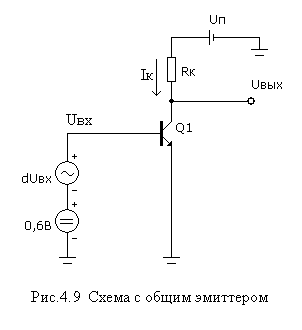 Uп
Iк
Rк
Uвых
Uвх
Q1
+
dUвх
−
+
0,6В
−
Рис.4.9 Схема с общим эмиттером